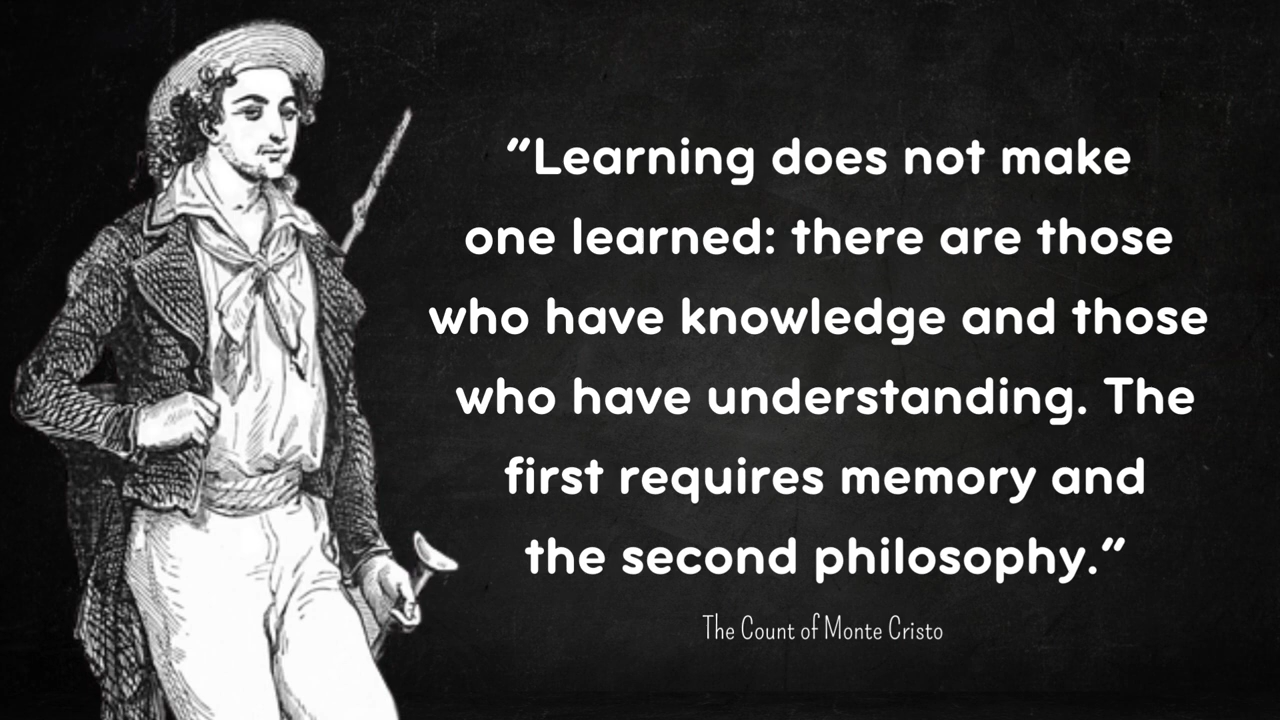 ”Learning does not make
one learned: there are those
who have knowledge and those
who have understanding. The
first requires memory and
the second philosophy.”
The Count of Monte Cristo